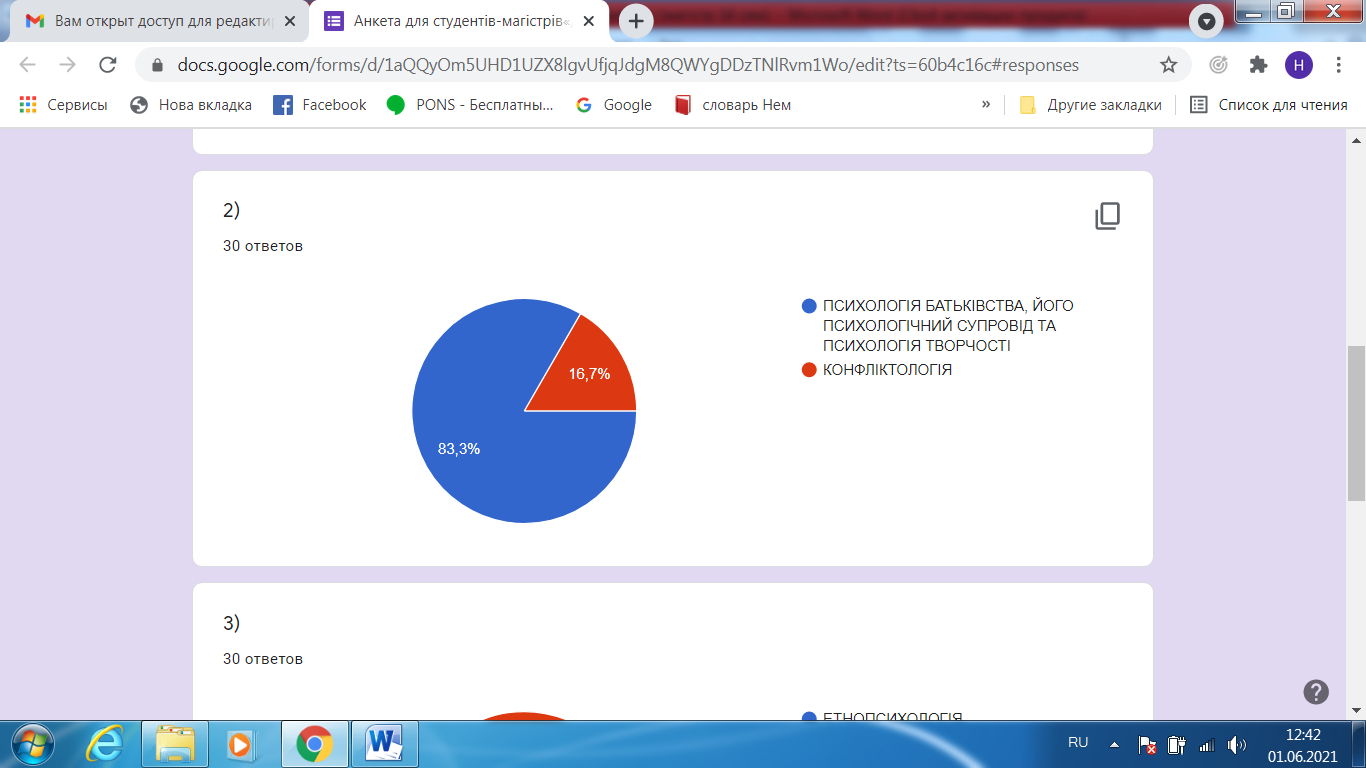 Вам открыт доступ для редакти
Анкета для студентів-магістрів«
docs.google.com/forms/d/1aQQyOm5UHD1UZX8lgvUfjqJdgM8QWYgDDzTNlRvm1Wo/edit?ts=60b4c16c#responses
H
Сервисы
Нова вкладка
Facebook
PONS - Бесплатны...
Google
словарь Нем
»
Другие закладки
Список для чтения
2)
30 ответов
ПСИХОЛОГІЯ БАТЬКІВСТВА, ЙОГО
ПСИХОЛОГІЧНИЙ СУПРОВІД ТА
ПСИХОЛОГІЯ ТВОРЧОСТІ
КОНФЛІКТОЛОГІЯ
16,7%
83,3%
3)
30 ответов
ЕТНОПСИХОЛОГІЯ
RU
12:42
01.06.2021